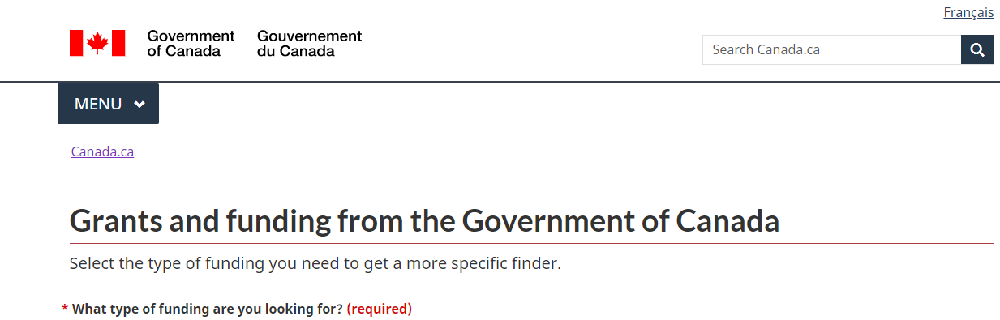 Français
Government
of Canada
Gouvernement
du Canada
Search Canada.ca
MENU
Canada.ca
Grants and funding from the Government of Canada
Select the type of funding you need to get a more specific finder.
* What type of funding are you looking for? (required)